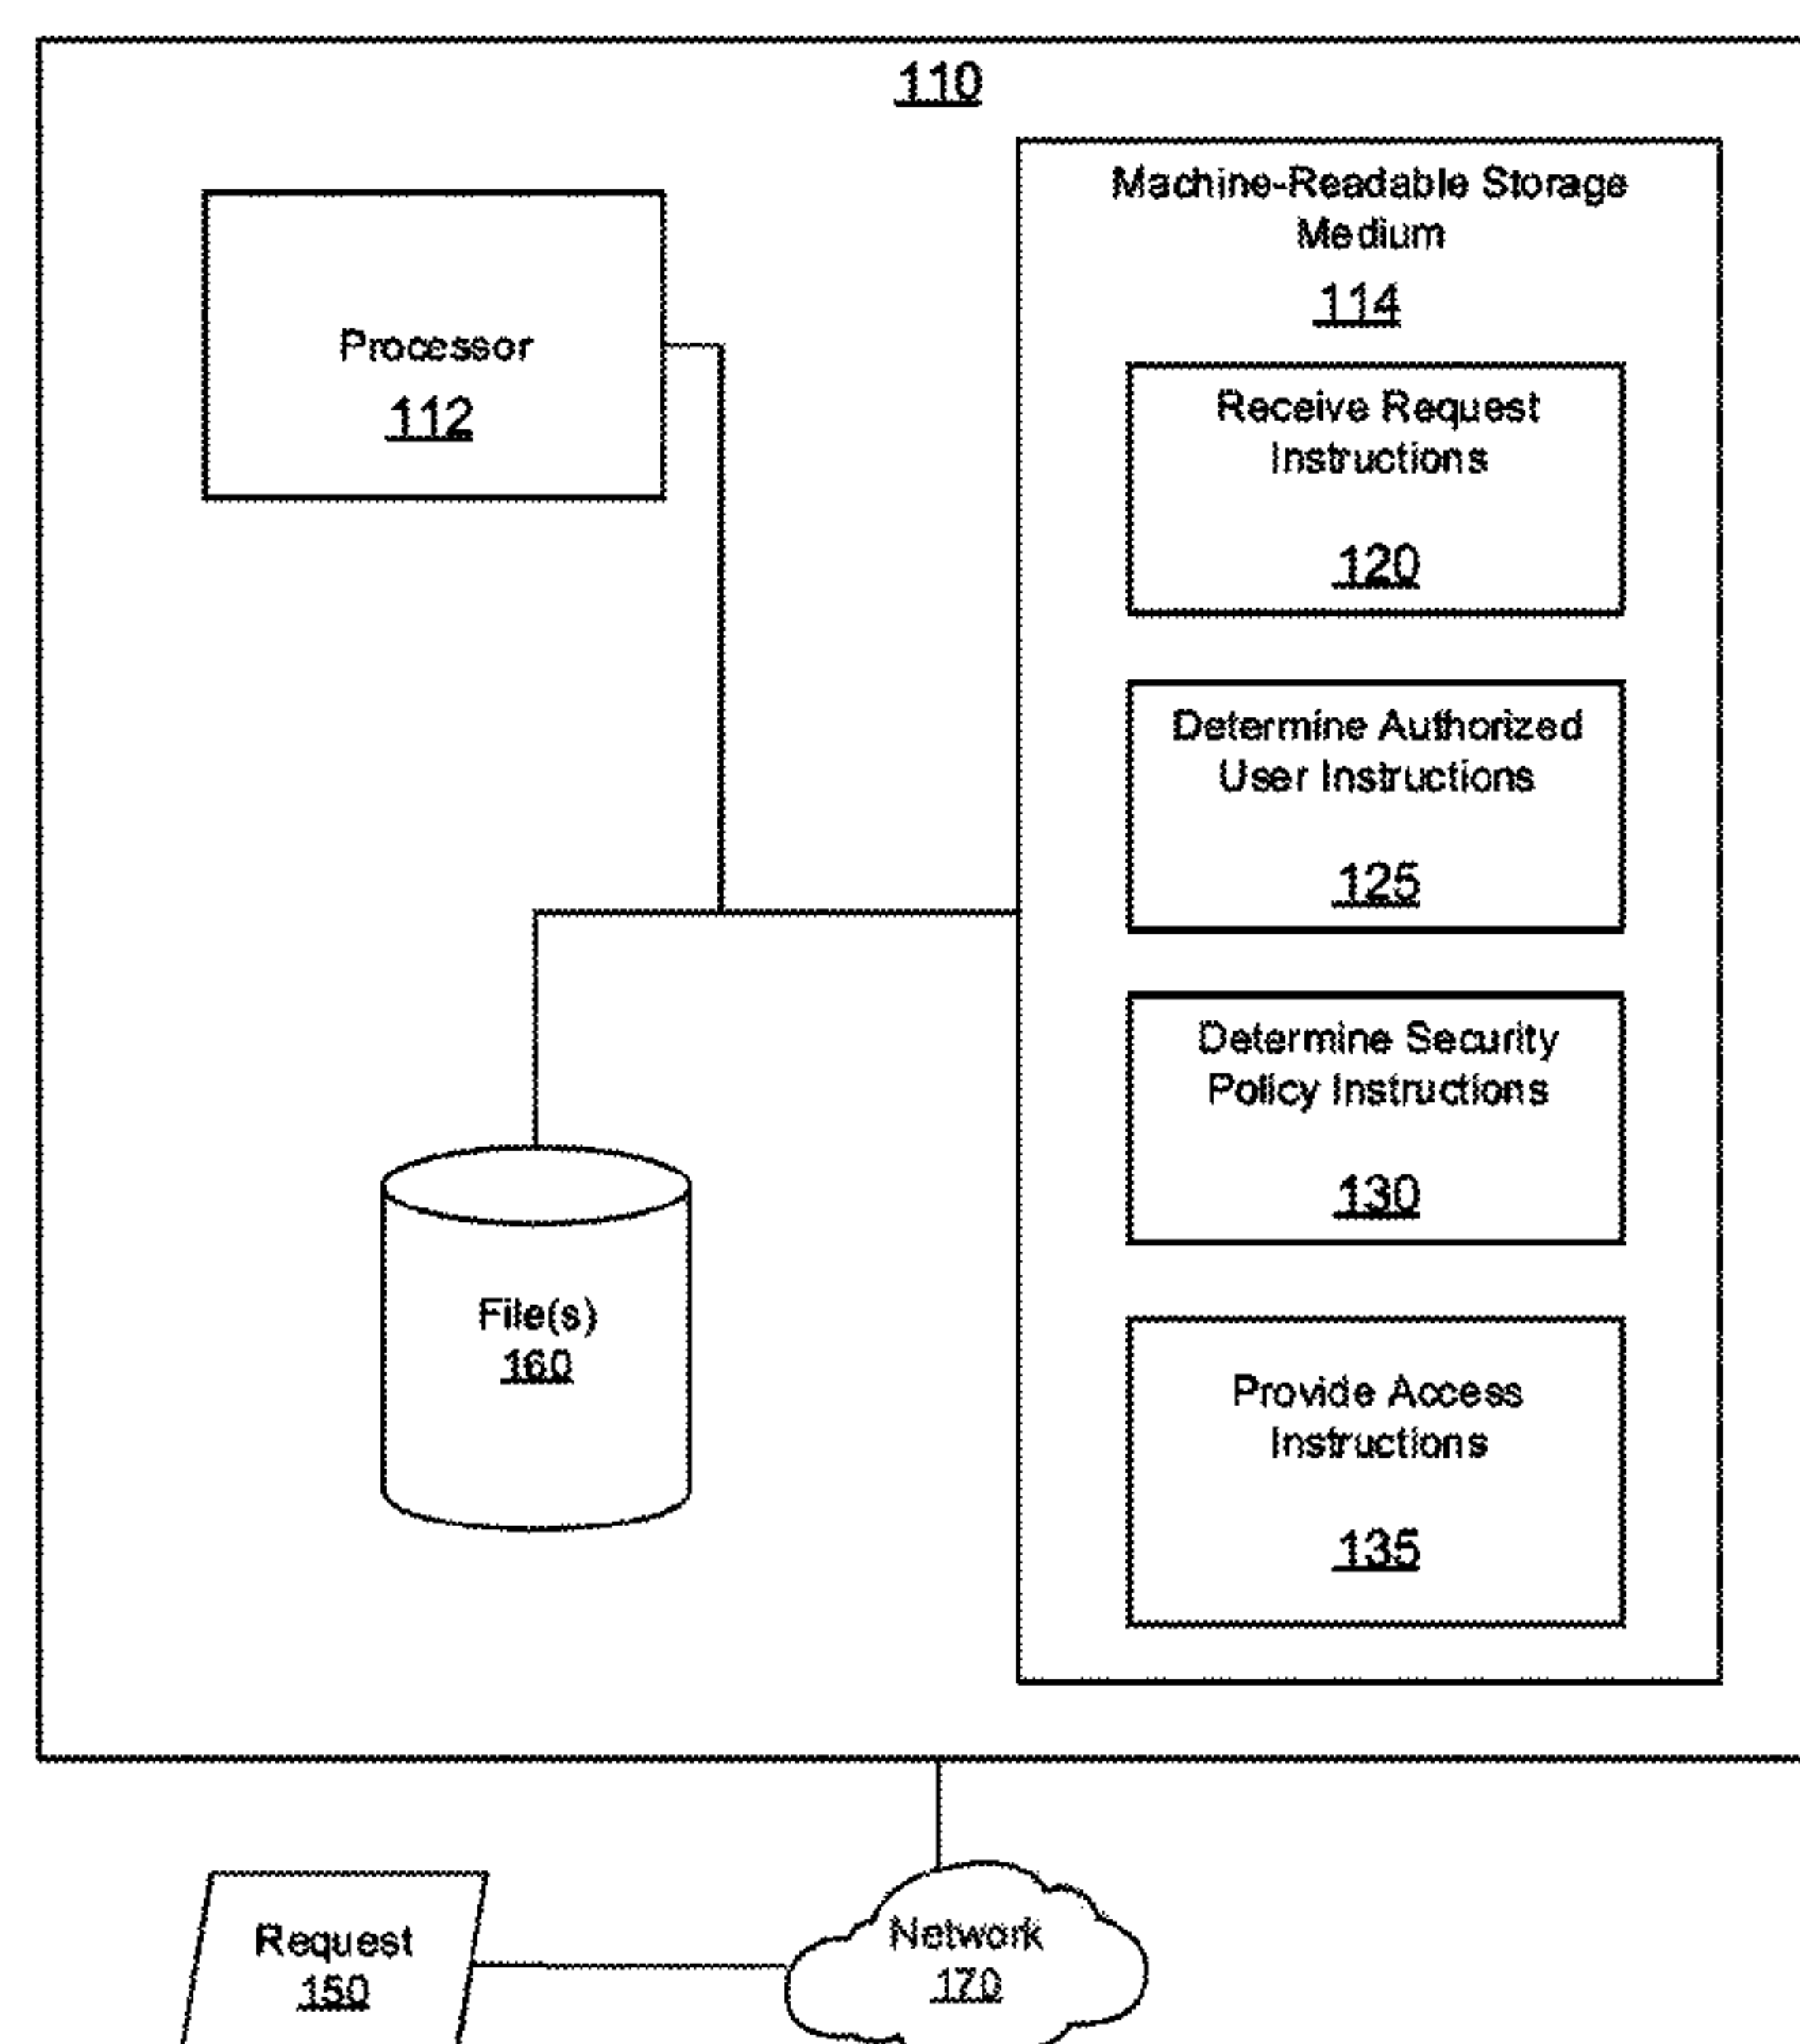 110
Machine-Readable Storage
Medium
114
Processor
112
Receive Request
Instructions
120
Determine Authorized
User Instructions
125
Determine Security
Policy Instructions
130
File(s)
160
Provide Access
Instructions
135
Request
150
Network
170